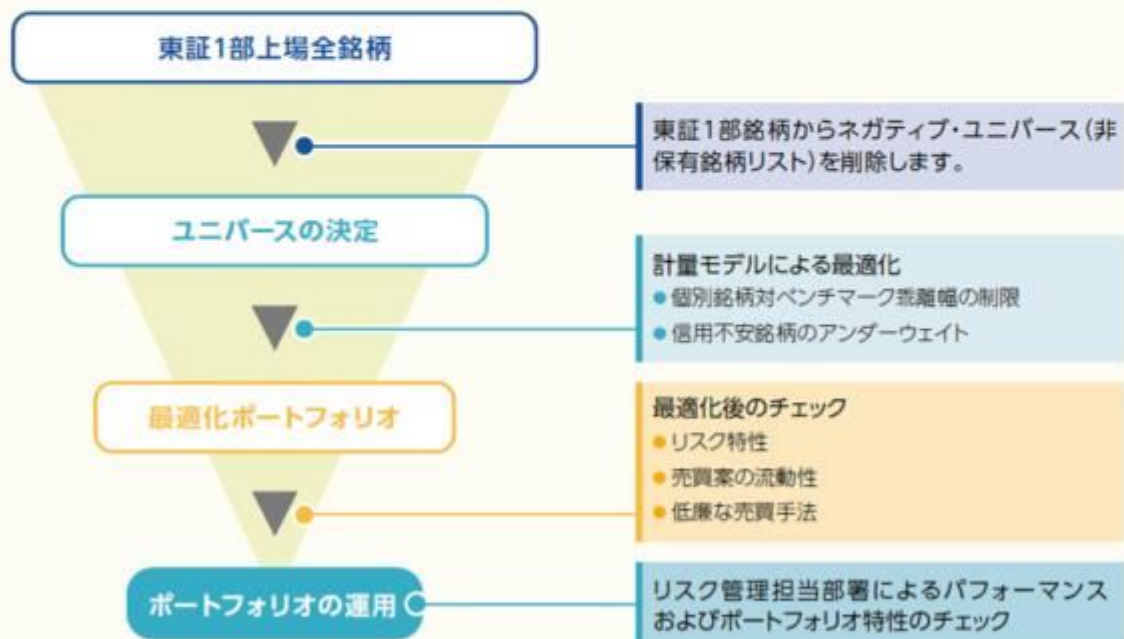 東証1部上場全銘柄
東証1部銘柄からネガティブ・ユニバース(非
保有銘柄リスト)を削除します。
ユニバースの決定
計量モデルによる最適化
● 個別銘柄対ベンチマーク乖離幅の制限
● 信用不安銘柄のアンダーウェイト
最適化ポートフォリオ
最適化後のチェック
● リスク特性
● 売買案の流動性
● 低廉な売買手法
ポートフォリオの運用
リスク管理担当部署によるパフォーマンス
およびポートフォリオ特性のチェック